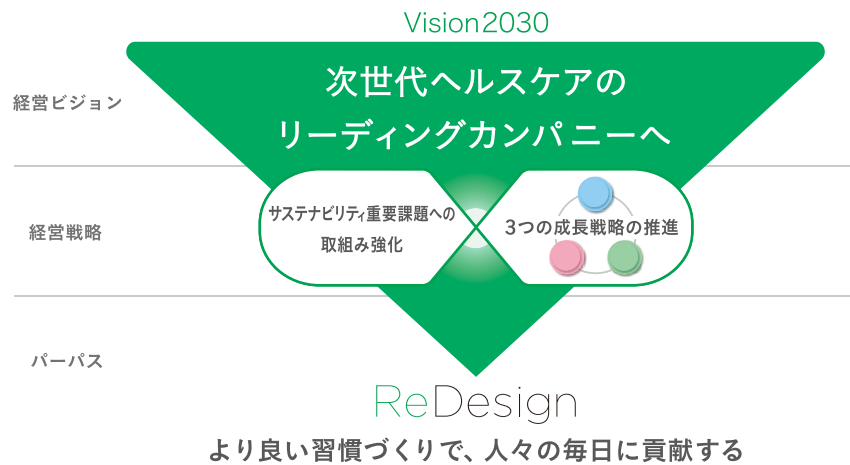 Vision2030
経営ビジョン
次世代ヘルスケアの
リーディングカンパニーへ
経営戦略
サステナビリティ重要課題への
取組み強化
3つの成長戦略の推進
パーパス
ReDesign
より良い習慣づくりで、人々の毎日に貢献する